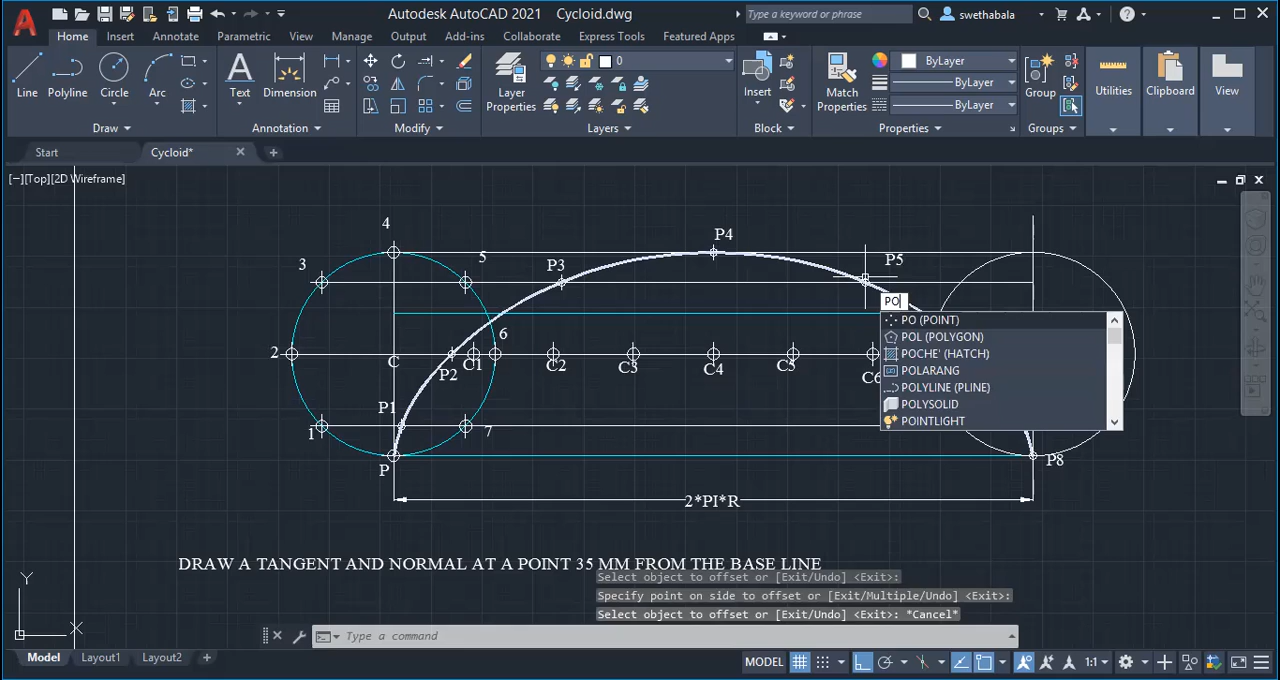 Autodesk AutoCAD 2021 Cycloid.dwg
Type a keyword or phrase
swethabala
Home Insert Annotate Parametric View Manage Output Add-ins Collaborate Express Tools Featured Apps
0
ByLayer
Line Polyline Circle Arc Text Dimension Layer Properties Insert Match Properties Group Utilities Clipboard View
ByLayer
ByLayer
Draw Annotation Modify Layers Block Properties Groups
Start Cycloid*
[−][Top][2D Wireframe]
4
P4
3
5
P3
P5
PO
PO (POINT)
POL (POLYGON)
POCHE' (HATCH)
POLARANG
POLYLINE (PLINE)
POLYSOLID
POINTLIGHT
2
6
C
P2
C1
C2
C3
C4
C5
C6
P1
1
7
P
P8
2*PI*R
DRAW A TANGENT AND NORMAL AT A POINT 35 MM FROM THE BASE LINE
Select object to offset or [Exit/Undo] <Exit>:
Specify point on side to offset or [Exit/Multiple/Undo] <Exit>:
Select object to offset or [Exit/Undo] <Exit>: *Cancel*
Y
X
Type a command
Model Layout1 Layout2
MODEL
1:1